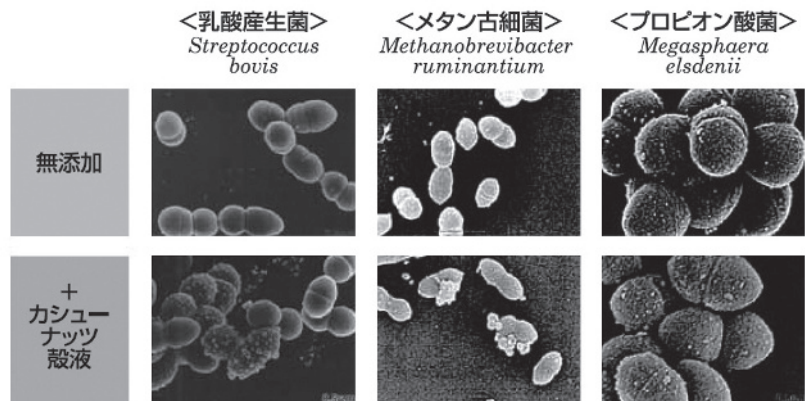 <乳酸産生菌>
Streptococcus
bovis
<メタン古細菌>
Methanobrevibacter
ruminantium
<プロピオン酸菌>
Megasphaera
elsdenii
無添加
+
カシュー
ナッツ
殻液